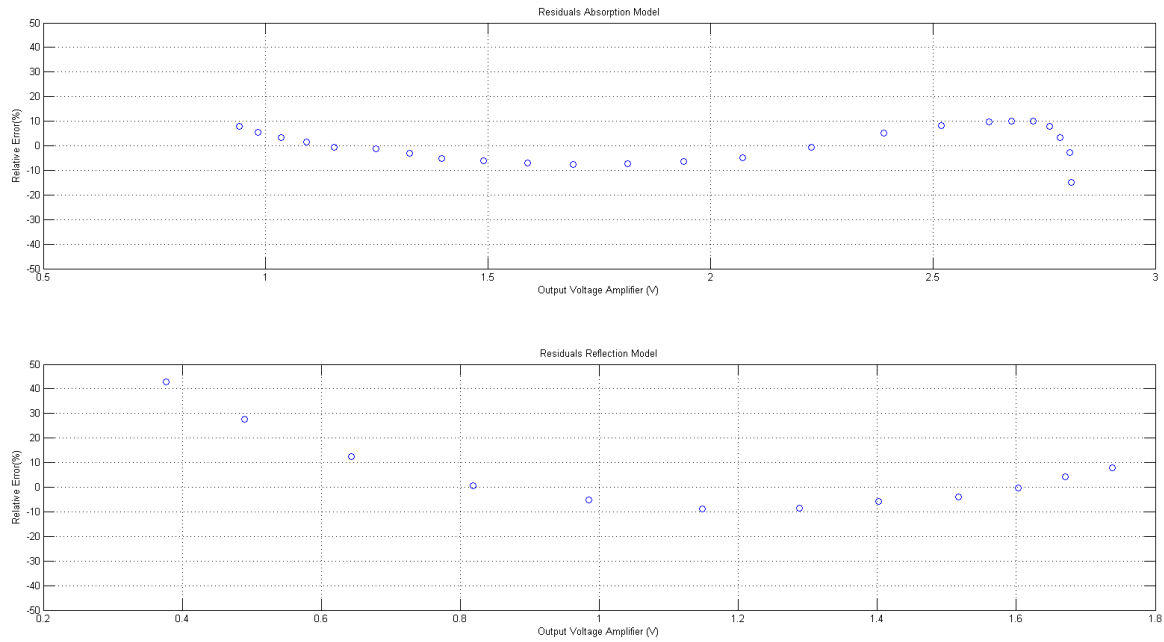 Residuals Absorption Model
50
40
30
20
10
0
-10
-20
-30
-40
-50
Relative Error(%)
0.5 1 1.5 2 2.5 3
Output Voltage Amplifier (V)
Residuals Reflection Model
50
40
30
20
10
0
-10
-20
-30
-40
-50
Relative Error(%)
0.2 0.4 0.6 0.8 1 1.2 1.4 1.6 1.8
Output Voltage Amplifier (V)